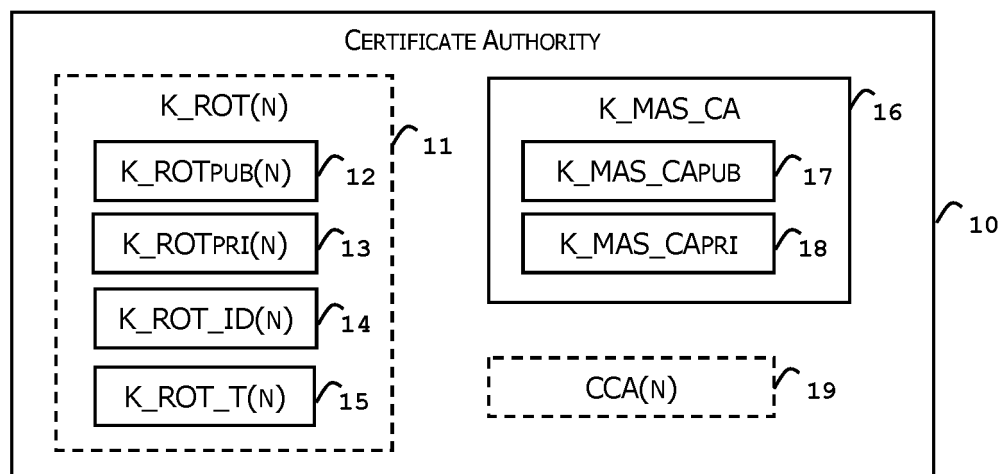 CERTIFICATE AUTHORITY
K_ROT(N)
11
K_ROTPUB(N)
12
K_ROTPRI(N)
13
K_ROT_ID(N)
14
K_ROT_T(N)
15
K_MAS_CA
16
K_MAS_CAPUB
17
K_MAS_CAPRI
18
CCA(N)
19
10